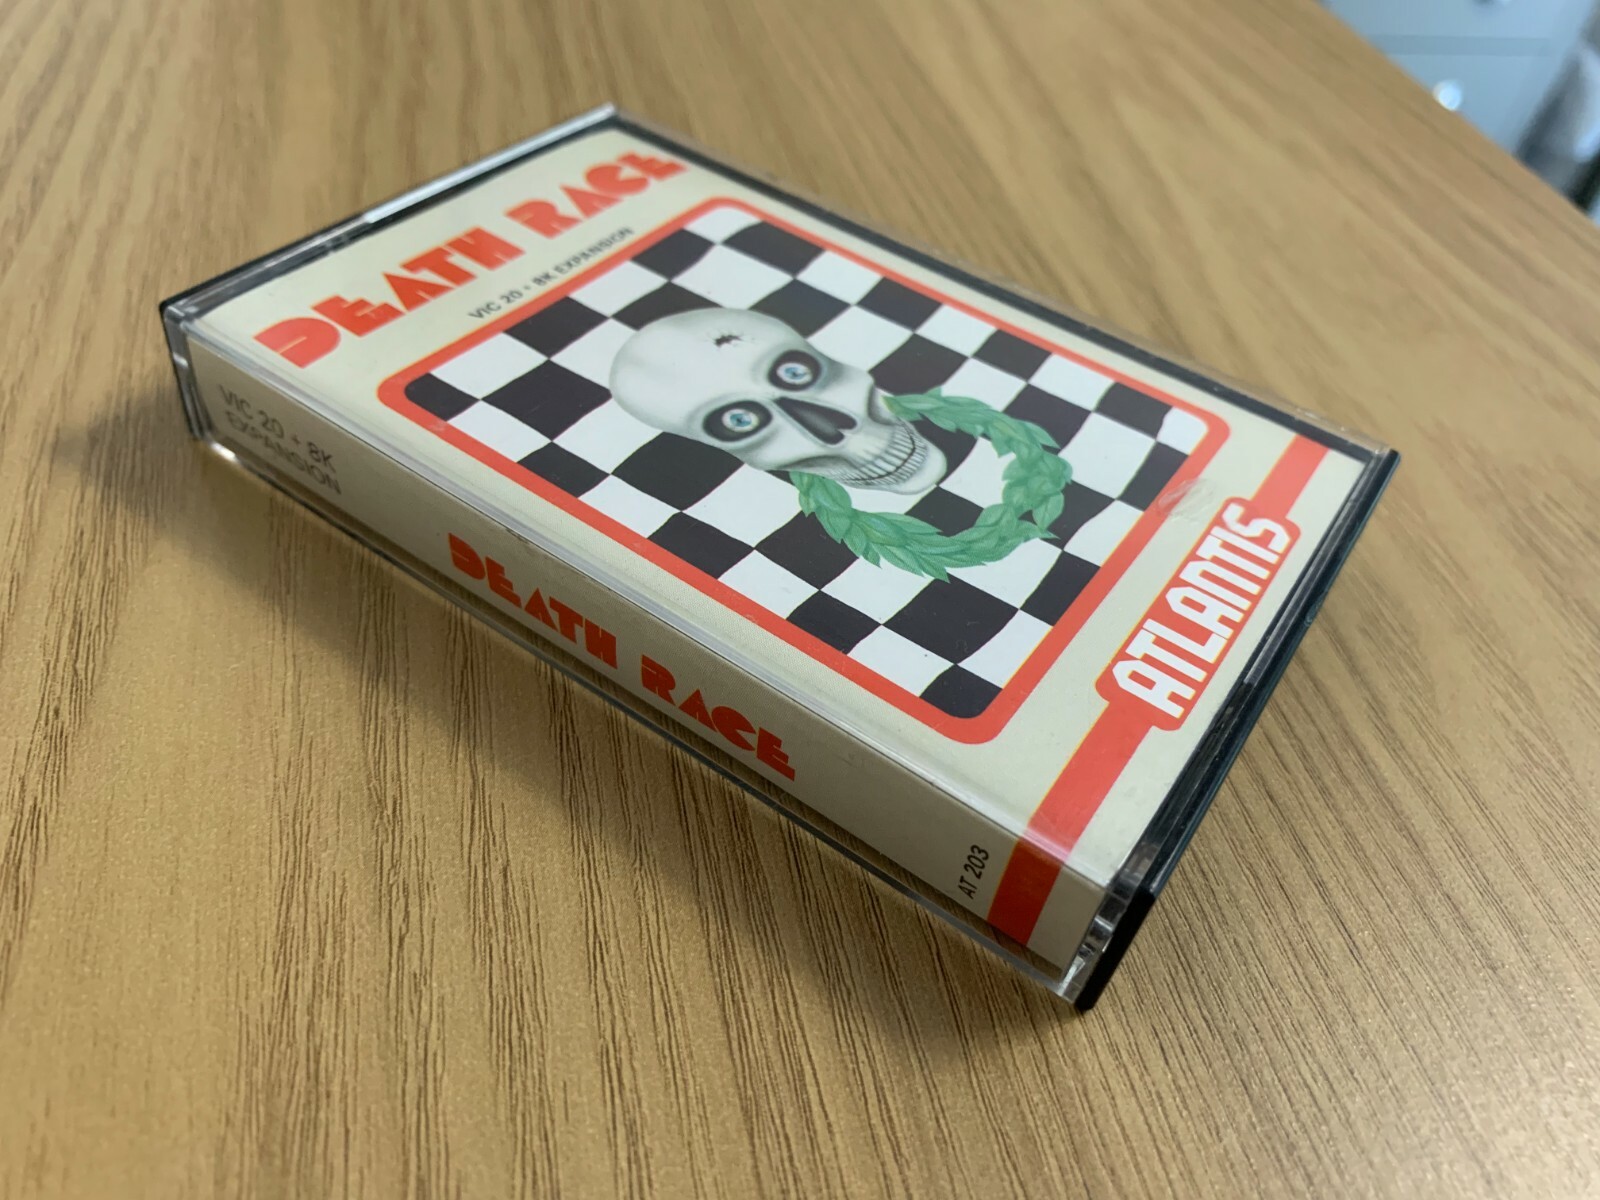 DEATH RACE
VIC 20 + 8K EXPANSION
ATLANTIS
VIC 20 + 8K
EXPANSION
DEATH RACE
AT 203